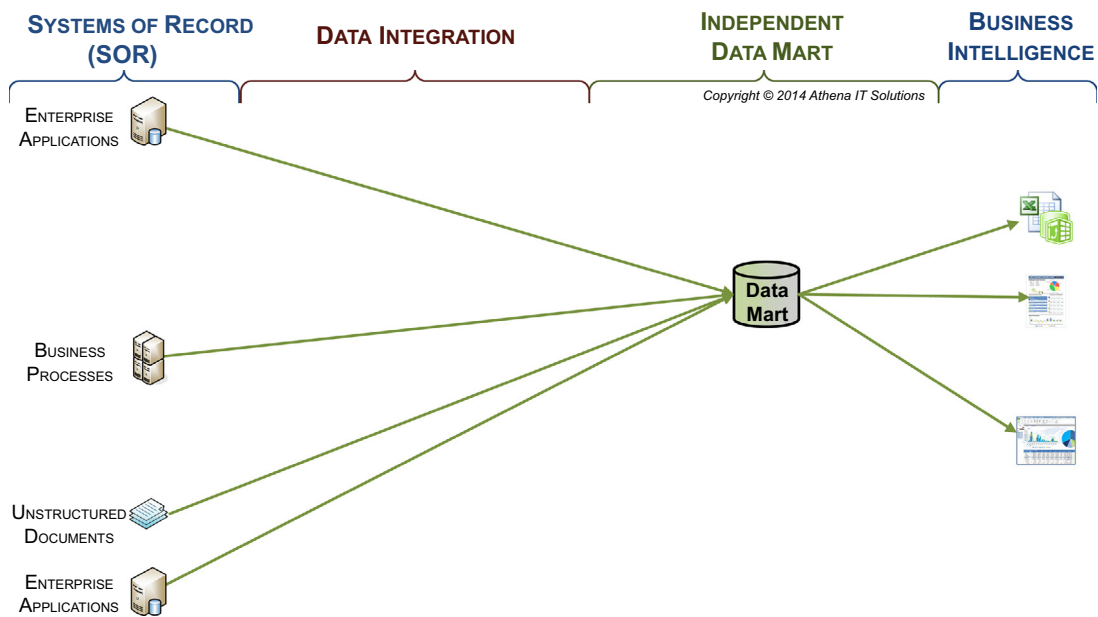 SYSTEMS OF RECORD
(SOR)
DATA INTEGRATION
INDEPENDENT
DATA MART
BUSINESS
INTELLIGENCE
Copyright © 2014 Athena IT Solutions
ENTERPRISE
APPLICATIONS
Data
Mart
BUSINESS
PROCESSES
UNSTRUCTURED
DOCUMENTS
ENTERPRISE
APPLICATIONS